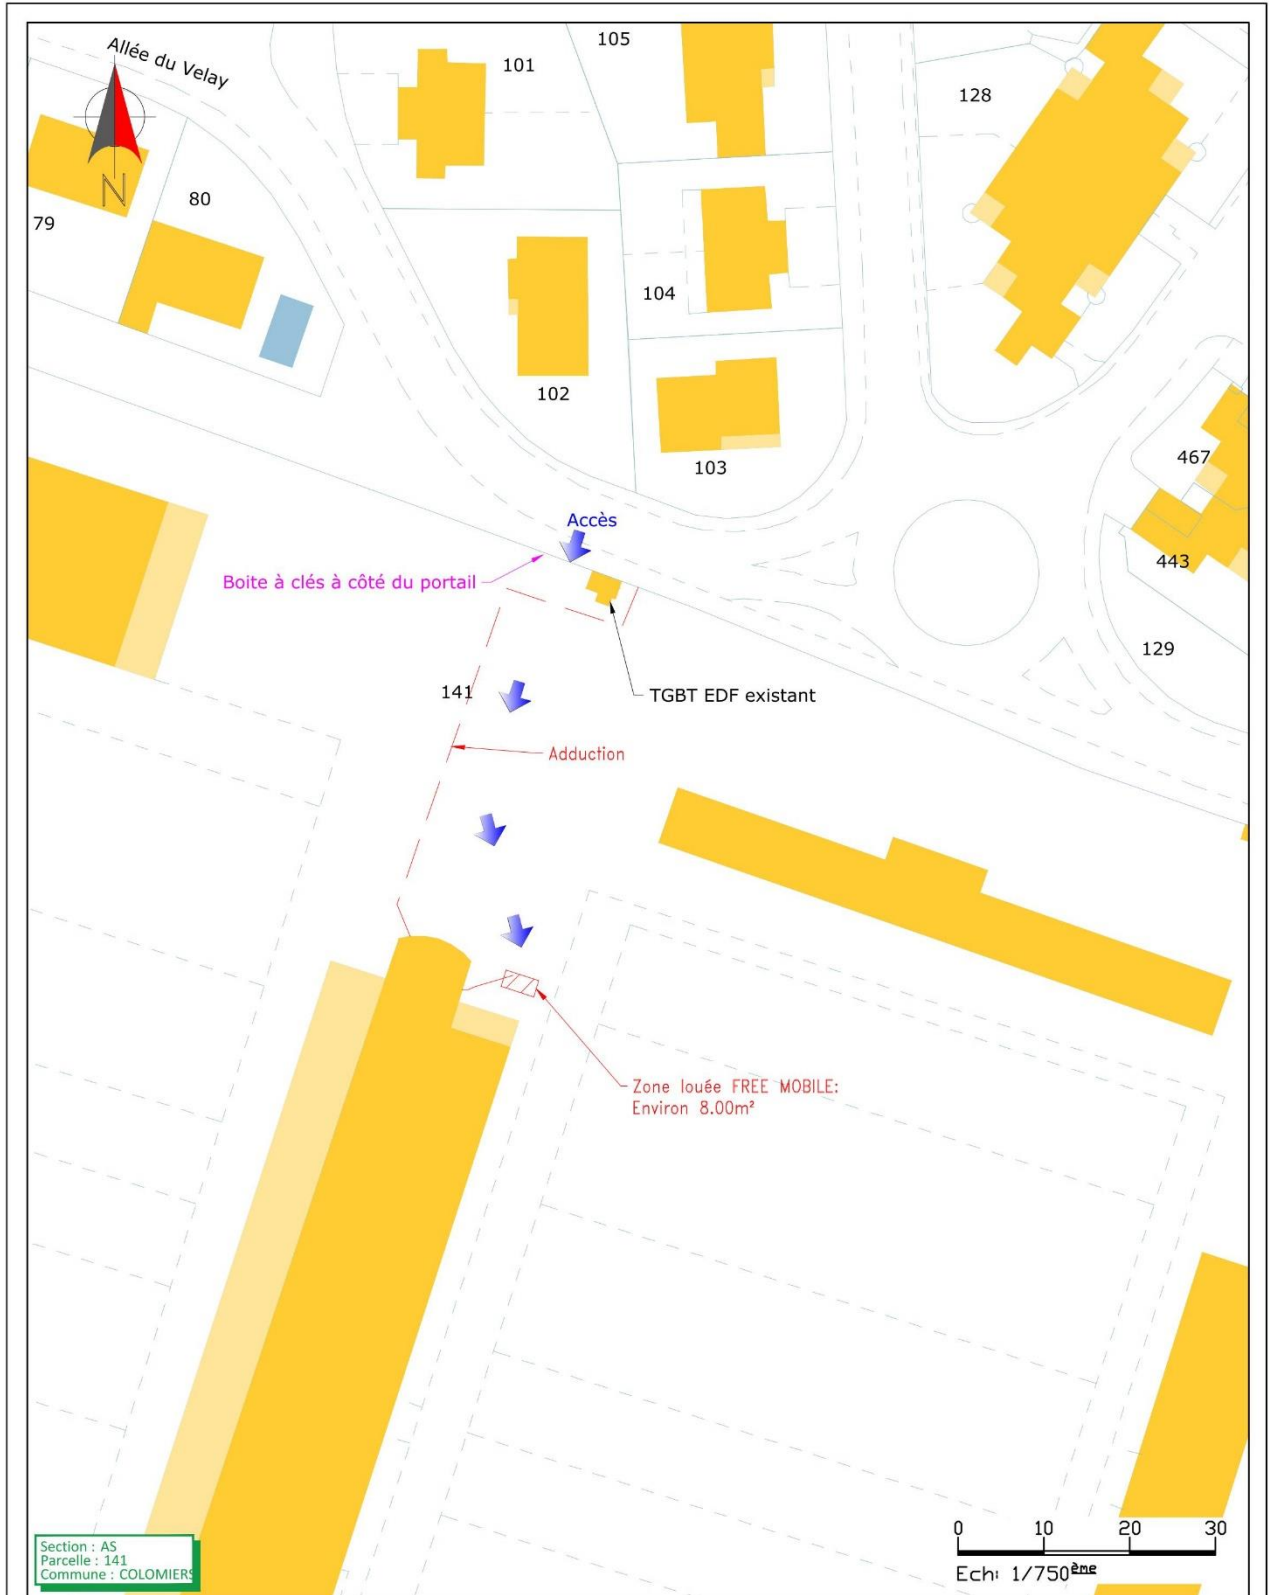 Allée du Velay
105
101
128
N
80
79
104
102
103
467
Accès
443
Boite à clés à côté du portail
129
141
TGBT EDF existant
Adduction
Zone louée FREE MOBILE:
Environ 8.00m²
0 10 20 30
Ech: 1/750ème
Section : AS
Parcelle : 141
Commune : COLOMIERS